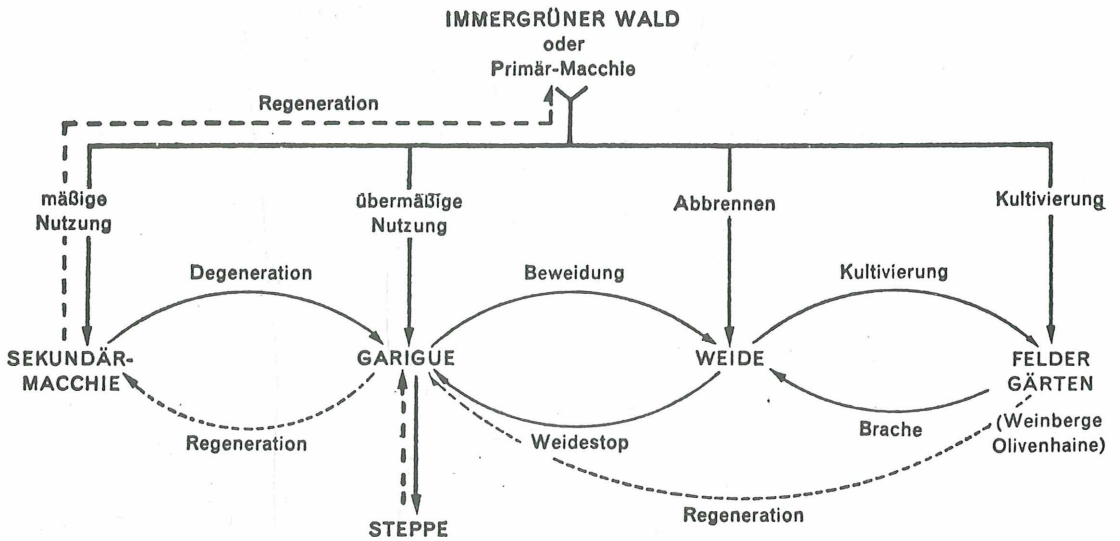 IMMERGRÜNER WALD
oder
Primär-Macchie
Regeneration
mäßige
Nutzung
übermäßige
Nutzung
Abbrennen
Kultivierung
Degeneration
Beweidung
Kultivierung
SEKUNDÄR-
MACCHIE
GARIGUE
WEIDE
FELDER
GÄRTEN
(Weinberge
Olivenhaine)
Regeneration
Weidestop
Brache
Regeneration
STEPPE